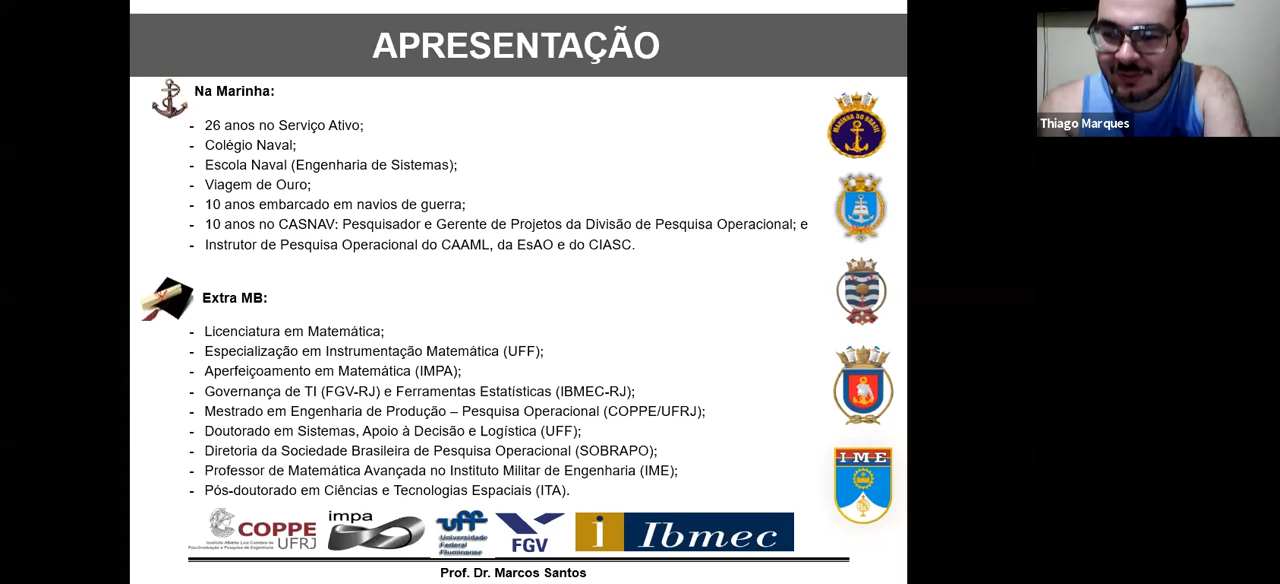 APRESENTAÇÃO
Na Marinha:
- 26 anos no Serviço Ativo;
- Colégio Naval;
- Escola Naval (Engenharia de Sistemas);
- Viagem de Ouro;
- 10 anos embarcado em navios de guerra;
- 10 anos no CASNAV: Pesquisador e Gerente de Projetos da Divisão de Pesquisa Operacional; e
- Instrutor de Pesquisa Operacional do CAAML, da EsAO e do CIASC.
Extra MB:
- Licenciatura em Matemática;
- Especialização em Instrumentação Matemática (UFF);
- Aperfeiçoamento em Matemática (IMPA);
- Governança de TI (FGV-RJ) e Ferramentas Estatísticas (IBMEC-RJ);
- Mestrado em Engenharia de Produção – Pesquisa Operacional (COPPE/UFRJ);
- Doutorado em Sistemas, Apoio à Decisão e Logística (UFF);
- Diretoria da Sociedade Brasileira de Pesquisa Operacional (SOBRAPO);
- Professor de Matemática Avançada no Instituto Militar de Engenharia (IME);
- Pós-doutorado em Ciências e Tecnologias Espaciais (ITA).
COPPE
UFRJ
impa
uff
Universidade
Federal
Fluminense
FGV
i Ibmec
Prof. Dr. Marcos Santos
MARINHA DO BRASIL
IME
Thiago Marques